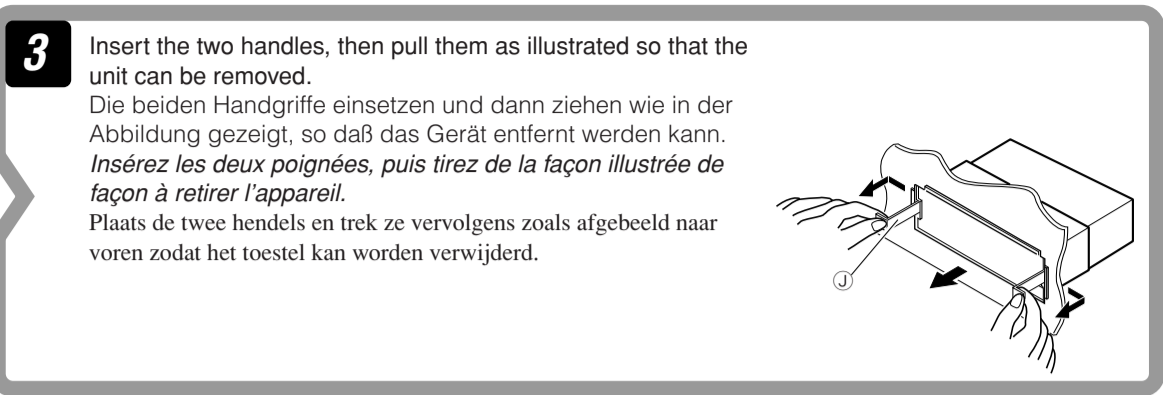 3
Insert the two handles, then pull them as illustrated so that the
unit can be removed.
Die beiden Handgriffe einsetzen und dann ziehen wie in der
Abbildung gezeigt, so daß das Gerät entfernt werden kann.
Insérez les deux poignées, puis tirez de la façon illustrée de
façon à retirer l'appareil.
Plaats de twee hendels en trek ze vervolgens zoals afgebeeld naar
voren zodat het toestel kan worden verwijderd.
J